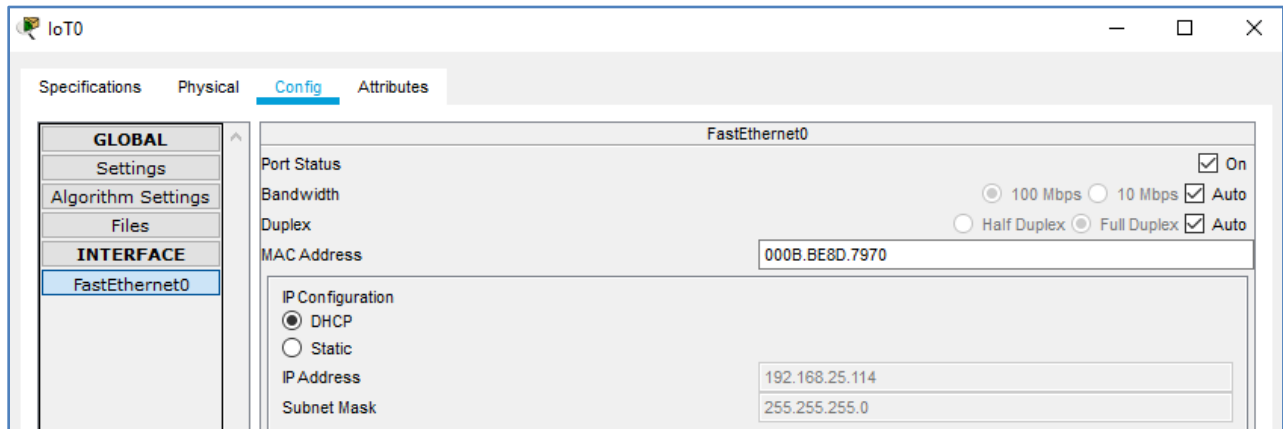 IoT0
Specifications Physical Config Attributes
GLOBAL
Settings
Algorithm Settings
Files
INTERFACE
FastEthernet0
FastEthernet0
Port Status On
Bandwidth 100 Mbps 10 Mbps Auto
Duplex Half Duplex Full Duplex Auto
MAC Address 000B.BE8D.7970
IP Configuration
DHCP
Static
IP Address 192.168.25.114
Subnet Mask 255.255.255.0